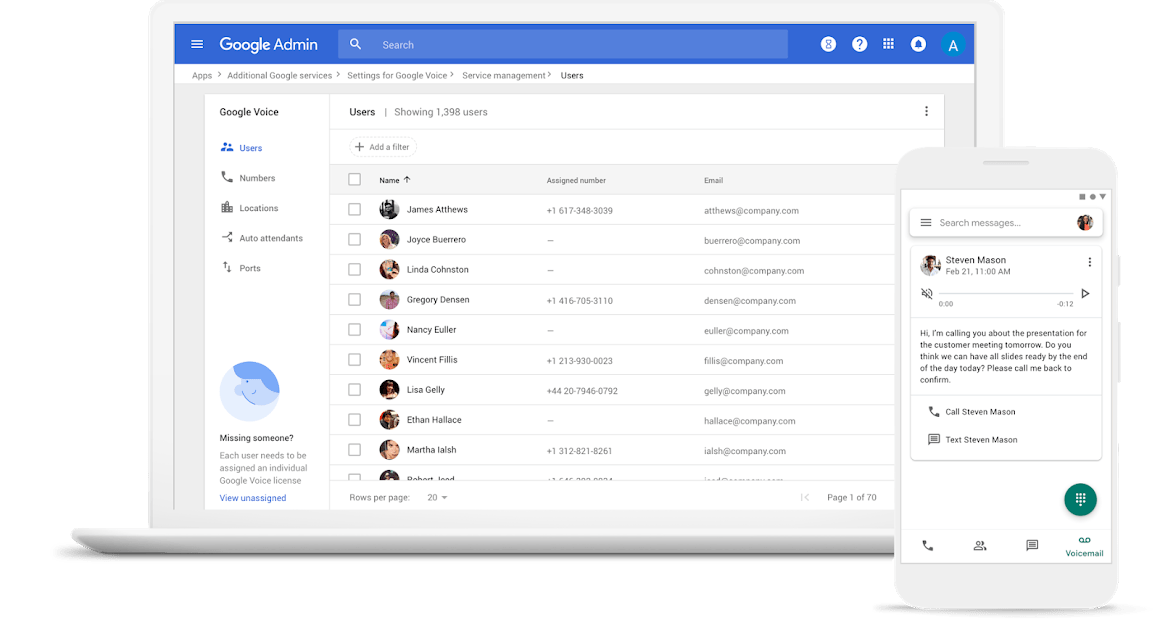 Google Admin
Search
A
Apps > Additional Google services > Settings for Google Voice > Service management > Users
Google Voice
Users
Numbers
Locations
Auto attendants
Ports
Missing someone?
Each user needs to be
assigned an individual
Google Voice license
View unassigned
Users | Showing 1,398 users
Add a filter
Name Assigned number Email
James Atthews +1 617-348-3039 atthews@company.com
Joyce Buerrero – buerrero@company.com
Linda Cohnston – cohnston@company.com
Gregory Densen +1 416-705-3110 densen@company.com
Nancy Euller – euller@company.com
Vincent Fillis +1 213-930-0023 fillis@company.com
Lisa Gelly +44 20-7946-0792 gelly@company.com
Ethan Hallace – hallace@company.com
Martha Ialsh +1 312-821-8261 ialsh@company.com
Rows per page: 20 Page 1 of 70
Search messages...
Steven Mason
Feb 21, 11:00 AM
0:00 -0:12
Hi, I'm calling you about the presentation for
the customer meeting tomorrow. Do you
think we can have all slides ready by the end
of the day today? Please call me back to
confirm.
Call Steven Mason
Text Steven Mason
Voicemail